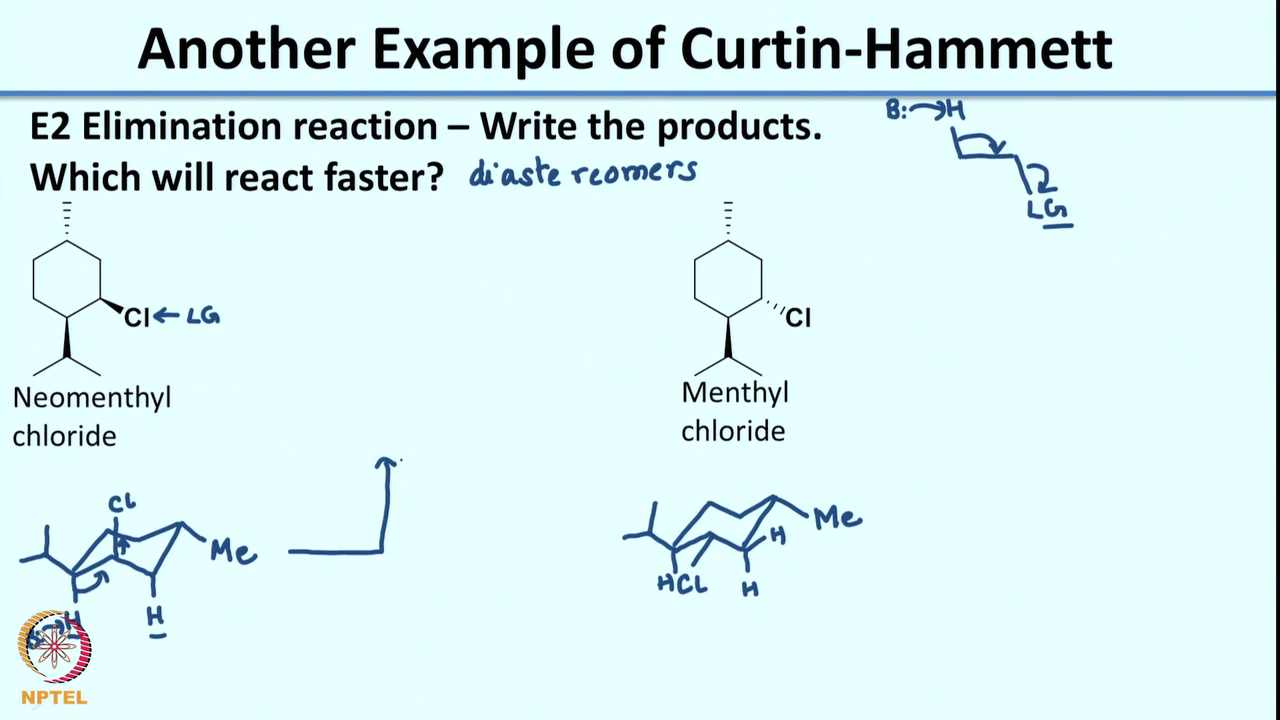 Another Example of Curtin-Hammett
E2 Elimination reaction – Write the products.
Which will react faster? diastereomers
B: H
LG
Cl ← LG
Cl
Neomenthyl
chloride
Menthyl
chloride
Cl
Me
H
B: H
Me
H
HCl
H
NPTEL